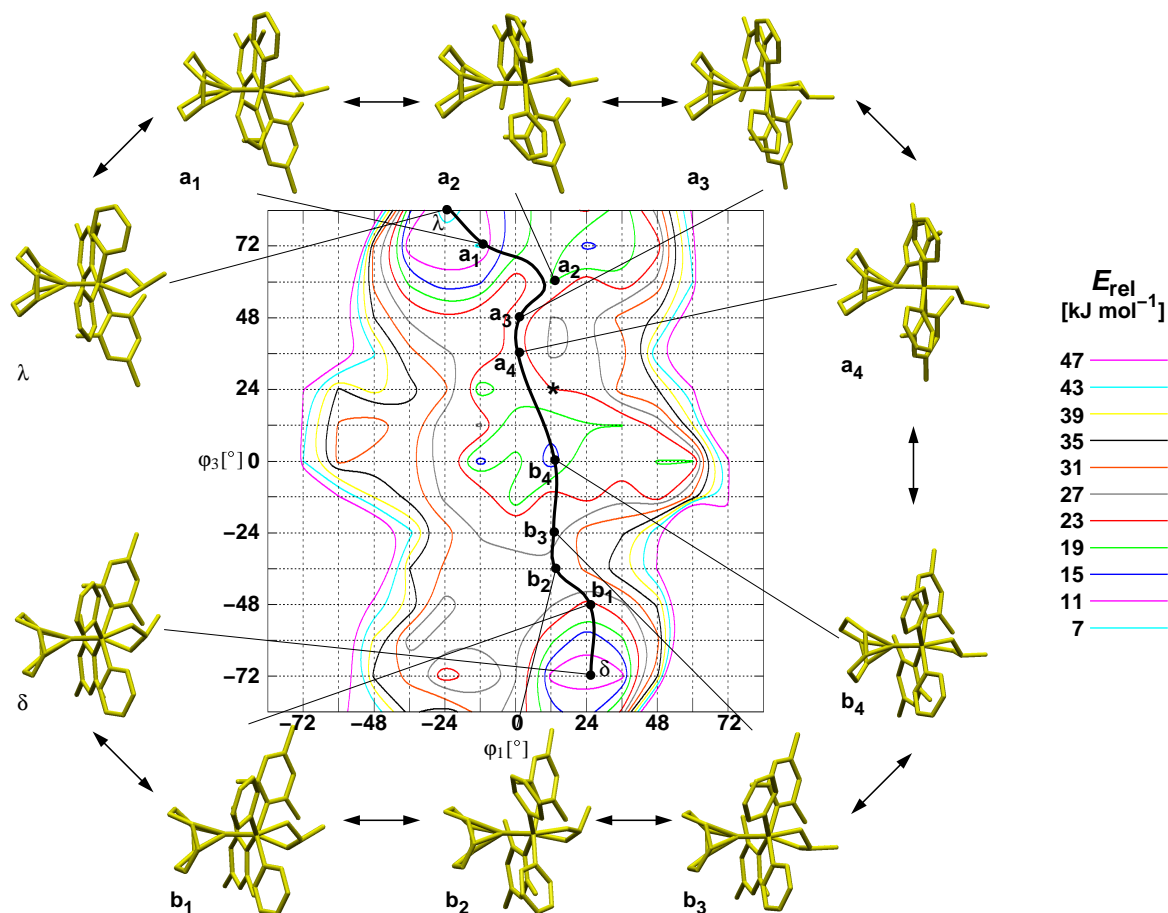 a1
a2
a3
λ
a4
δ
b4
b1
b2
b3
λ
a1
a2
a3
a4
*
b4
b3
b2
b1
δ
72
48
24
0
−24
−48
−72
φ3[°]
−72 −48 −24 0 24 48 72
φ1[°]
Erel
[kJ mol−1]
47
43
39
35
31
27
23
19
15
11
7